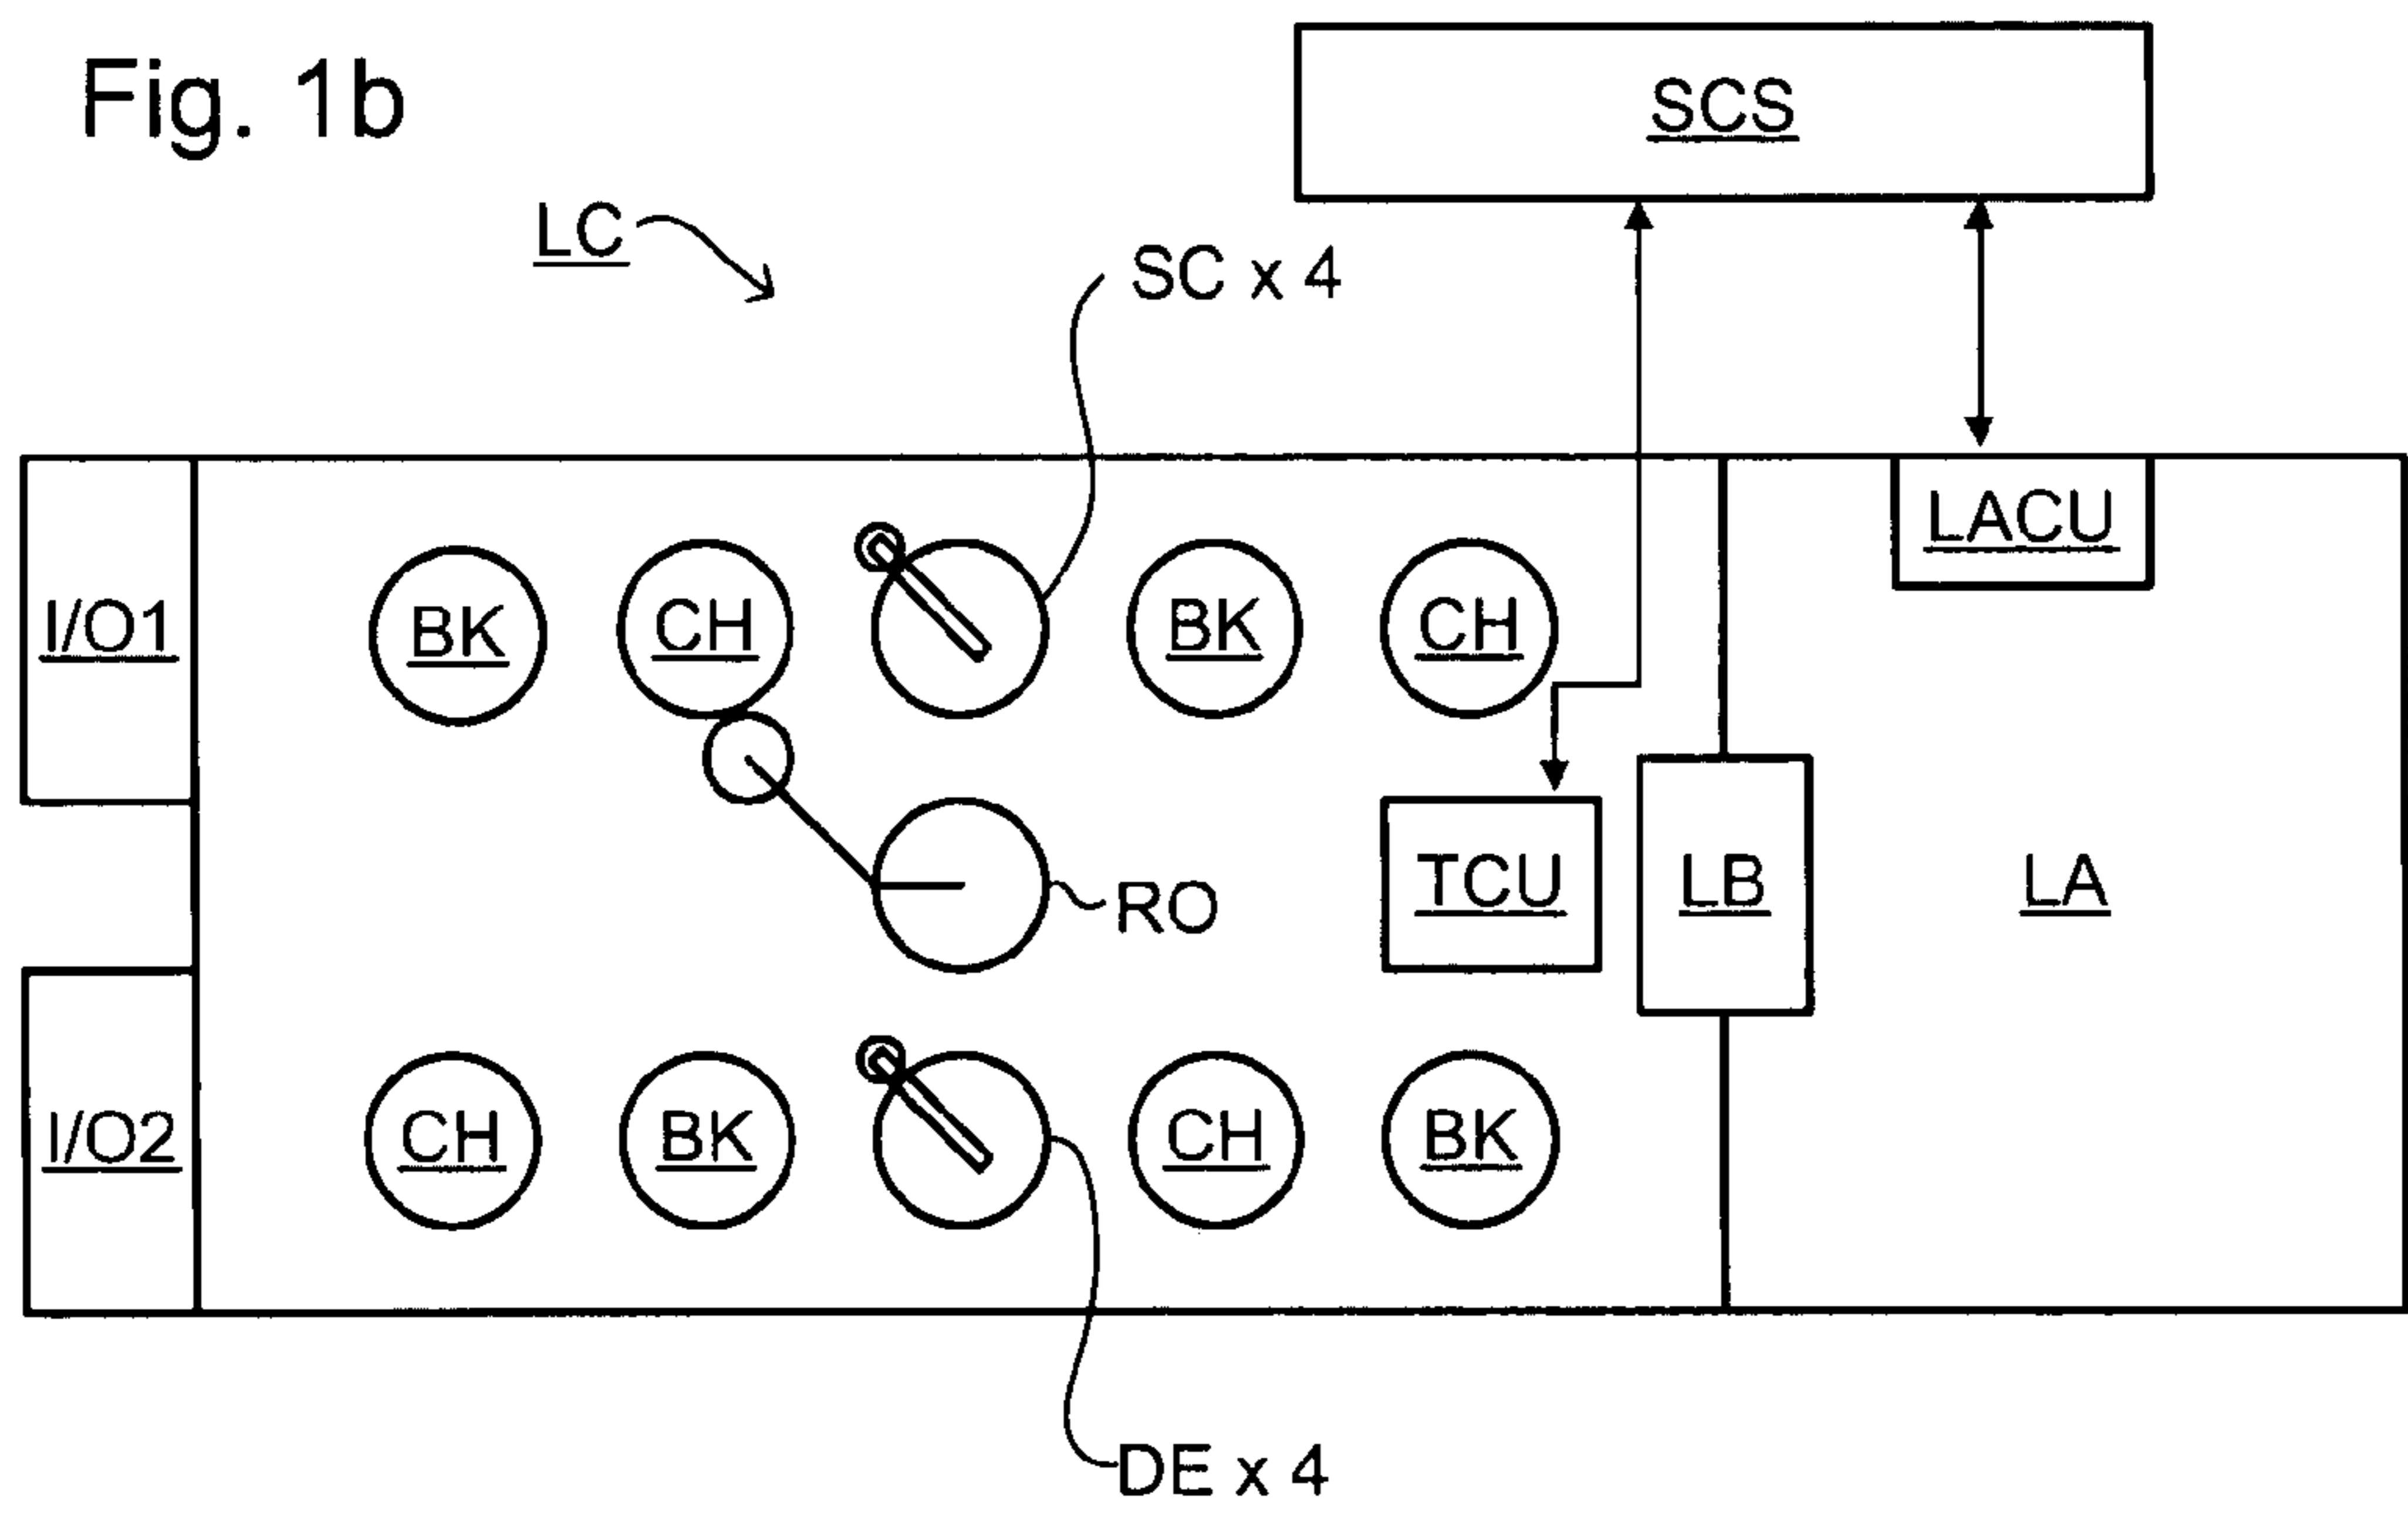 Fig. 1b
SCS
LC
SC x 4
LACU
I/O1
BK
CH
BK
CH
TCU
LB
LA
RO
I/O2
CH
BK
CH
BK
DE x 4